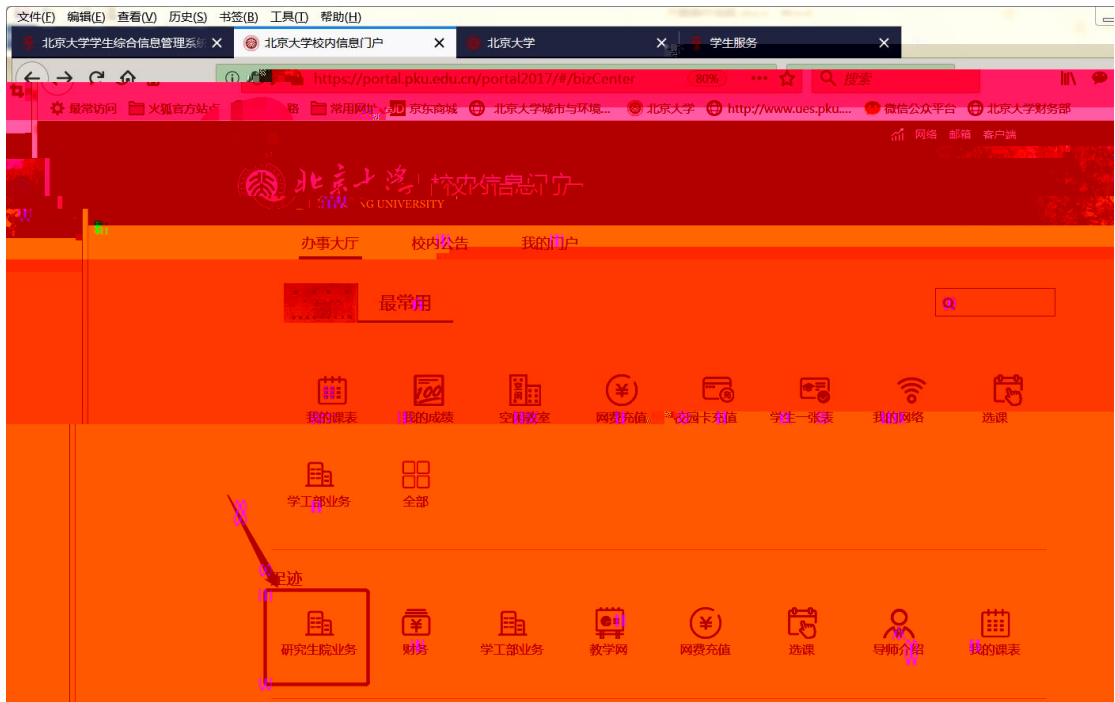 文件(F) 编辑(E) 查看(V) 历史(S) 书签(B) 工具(T) 帮助(H)
北京大学学生综合信息管理系统 北京大学校内信息门户 北京大学 学生服务
https://portal.pku.edu.cn/portal2017/#/bizCenter 80% 搜索
最常访问 火狐官方站点 常用网址 JD 京东商城 北京大学城市与环境... 北京大学 http://www.ues.pku.... 微信公众平台 北京大学财务部
网络 邮箱 客户端
北京大学 校内信息门户
NG UNIVERSITY
办事大厅 校内公告 我的门户
最常用
我的课表 我的成绩 空闲教室 网费充值 校园卡充值 学生一张表 我的网络 选课
学工部业务 全部
足迹
研究生院业务 财务 学工部业务 教学网 网费充值 选课 导师介绍 我的课表